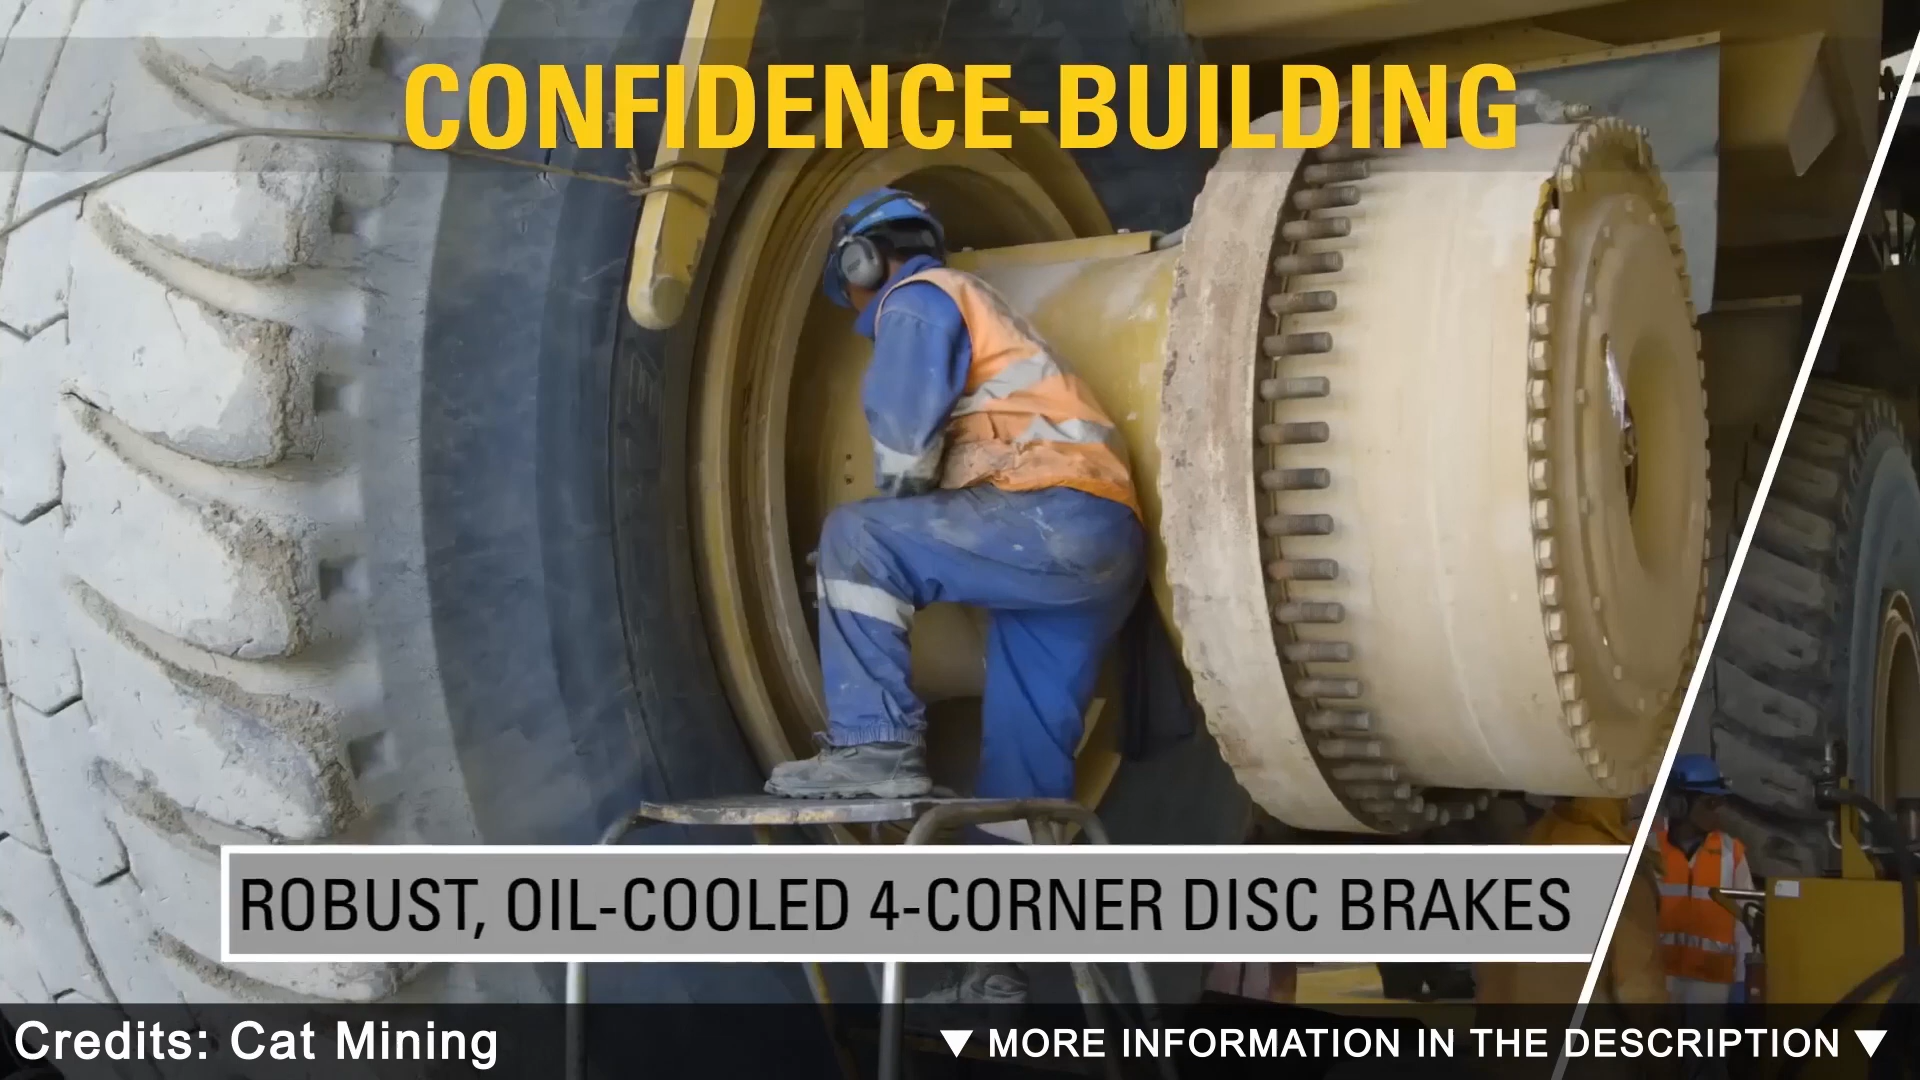 CONFIDENCE-BUILDING
ROBUST, OIL-COOLED 4-CORNER DISC BRAKES
Credits: Cat Mining
▼ MORE INFORMATION IN THE DESCRIPTION ▼